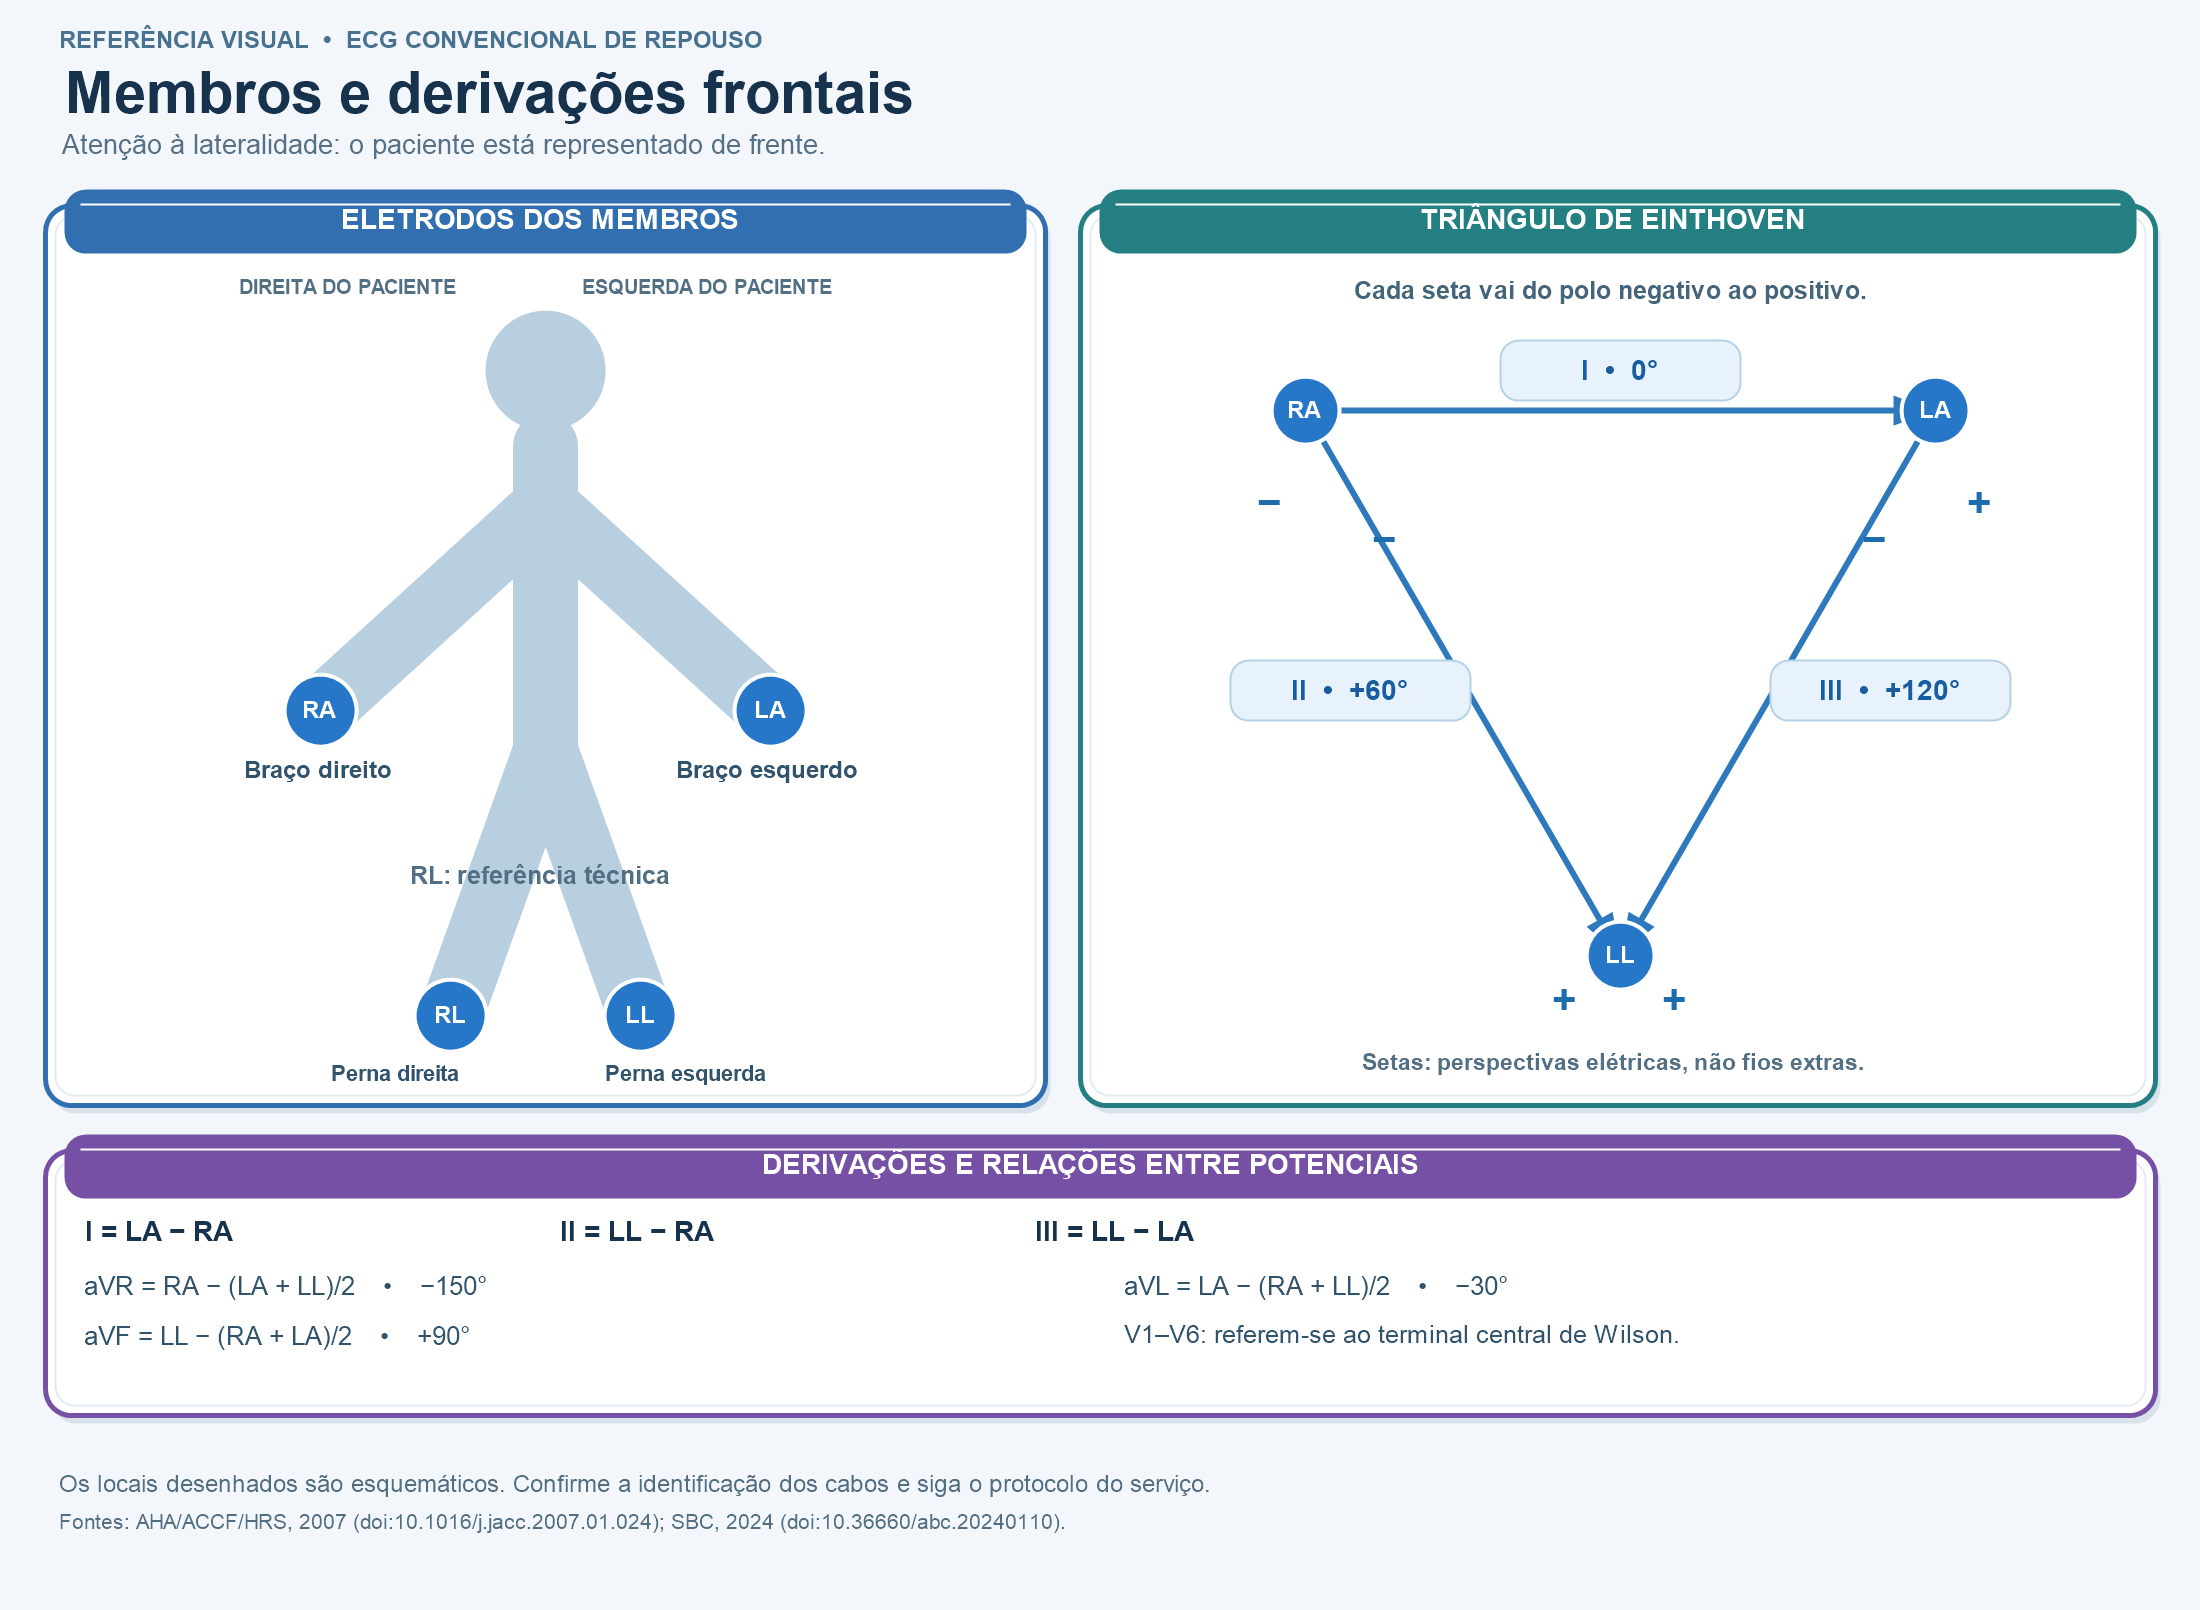 REFERÊNCIA VISUAL • ECG CONVENCIONAL DE REPOUSO
Membros e derivações frontais
Atenção à lateralidade: o paciente está representado de frente.
ELETRODOS DOS MEMBROS
DIREITA DO PACIENTE
ESQUERDA DO PACIENTE
RA
LA
Braço direito
Braço esquerdo
RL: referência técnica
RL
LL
Perna direita
Perna esquerda
TRIÂNGULO DE EINTHOVEN
Cada seta vai do polo negativo ao positivo.
I • 0°
RA
LA
−
+
−
−
II • +60°
III • +120°
LL
+
+
Setas: perspectivas elétricas, não fios extras.
DERIVAÇÕES E RELAÇÕES ENTRE POTENCIAIS
I = LA − RA
II = LL − RA
III = LL − LA
aVR = RA − (LA + LL)/2 • −150°
aVL = LA − (RA + LL)/2 • −30°
aVF = LL − (RA + LA)/2 • +90°
V1–V6: referem-se ao terminal central de Wilson.
Os locais desenhados são esquemáticos. Confirme a identificação dos cabos e siga o protocolo do serviço.
Fontes: AHA/ACCF/HRS, 2007 (doi:10.1016/j.jacc.2007.01.024); SBC, 2024 (doi:10.36660/abc.20240110).